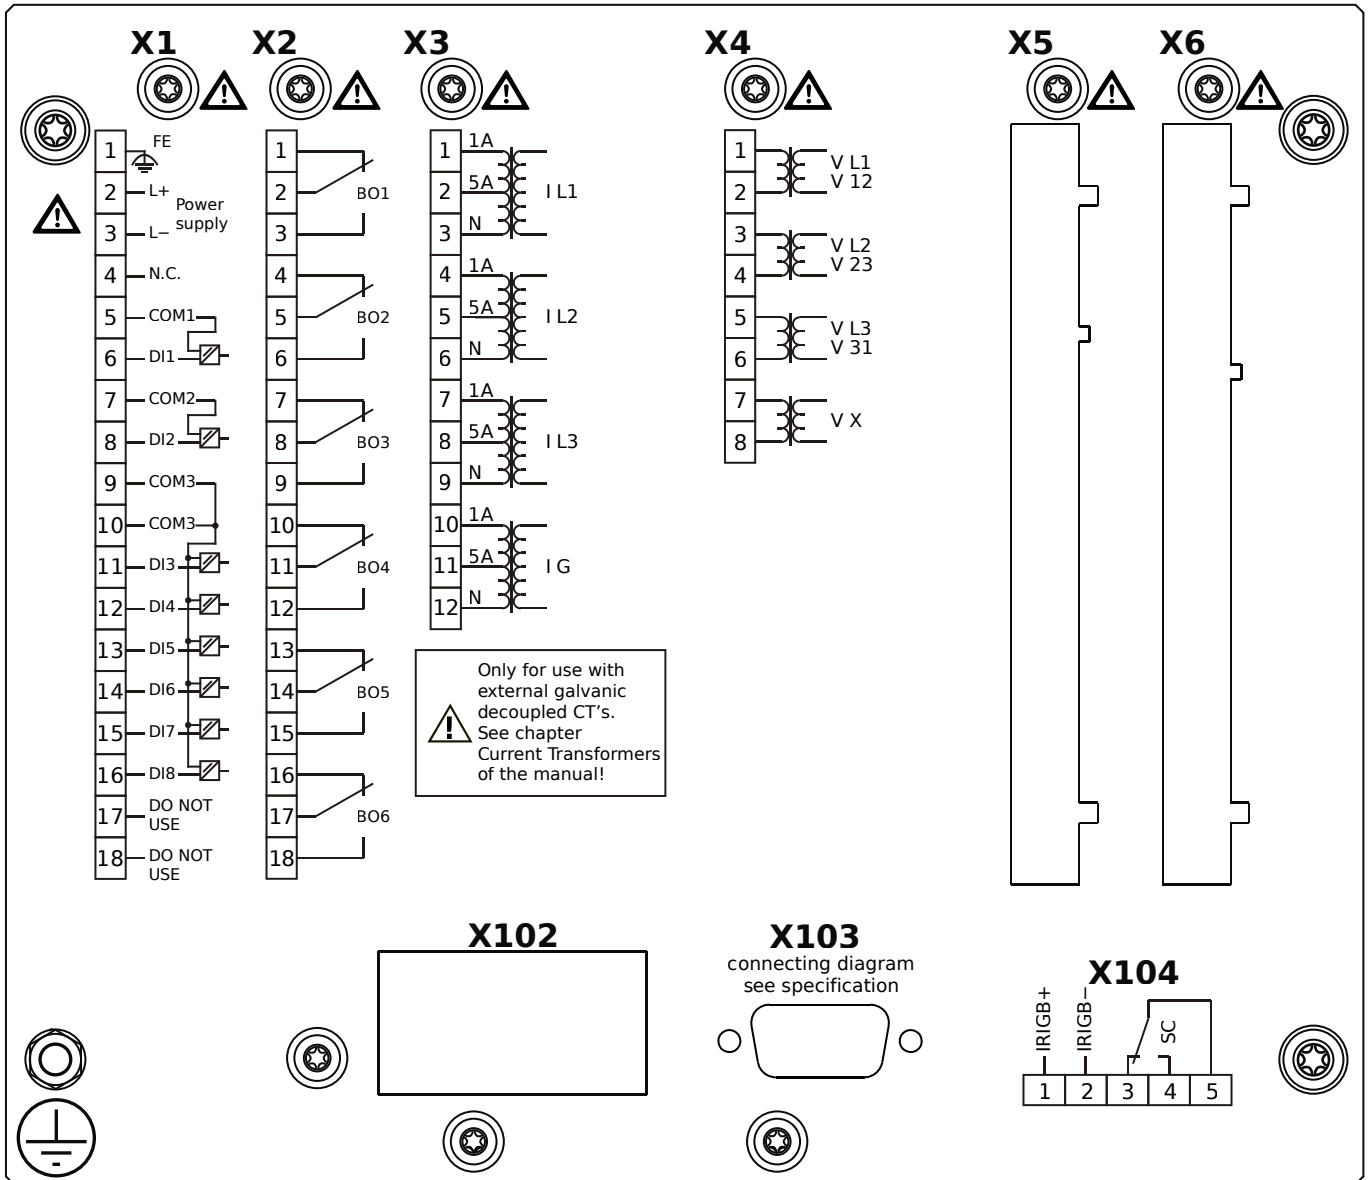 X1
X2
X3
X4
X5
X6
1 FE
2 L+
Power
supply
3 L−
4 N.C.
5 COM1
6 DI1
7 COM2
8 DI2
9 COM3
10 COM3
11 DI3
12 DI4
13 DI5
14 DI6
15 DI7
16 DI8
17 DO NOT
USE
18 DO NOT
USE
1
2 BO1
3
4
5 BO2
6
7
8 BO3
9
10
11 BO4
12
13
14 BO5
15
16
17 BO6
18
1 1A
2 5A I L1
3 N
4 1A
5 5A I L2
6 N
7 1A
8 5A I L3
9 N
10 1A
11 5A I G
12 N
Only for use with
external galvanic
decoupled CT's.
See chapter
Current Transformers
of the manual!
1 V L1
2 V 12
3 V L2
4 V 23
5 V L3
6 V 31
7
V X
8
X102
X103
connecting diagram
see specification
X104
IRIGB+
IRIGB−
SC
1 2 3 4 5